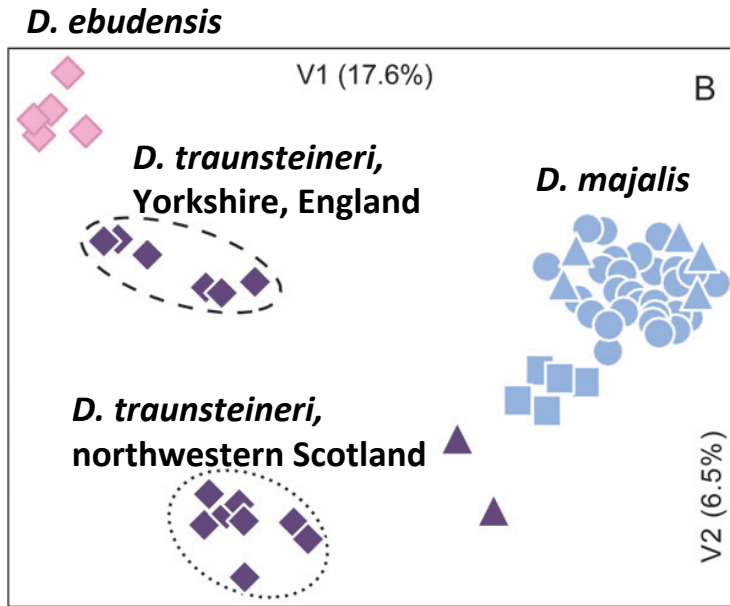 D. ebudensis
V1 (17.6%)
B
D. traunsteineri,
Yorkshire, England
D. majalis
D. traunsteineri,
northwestern Scotland
V2 (6.5%)